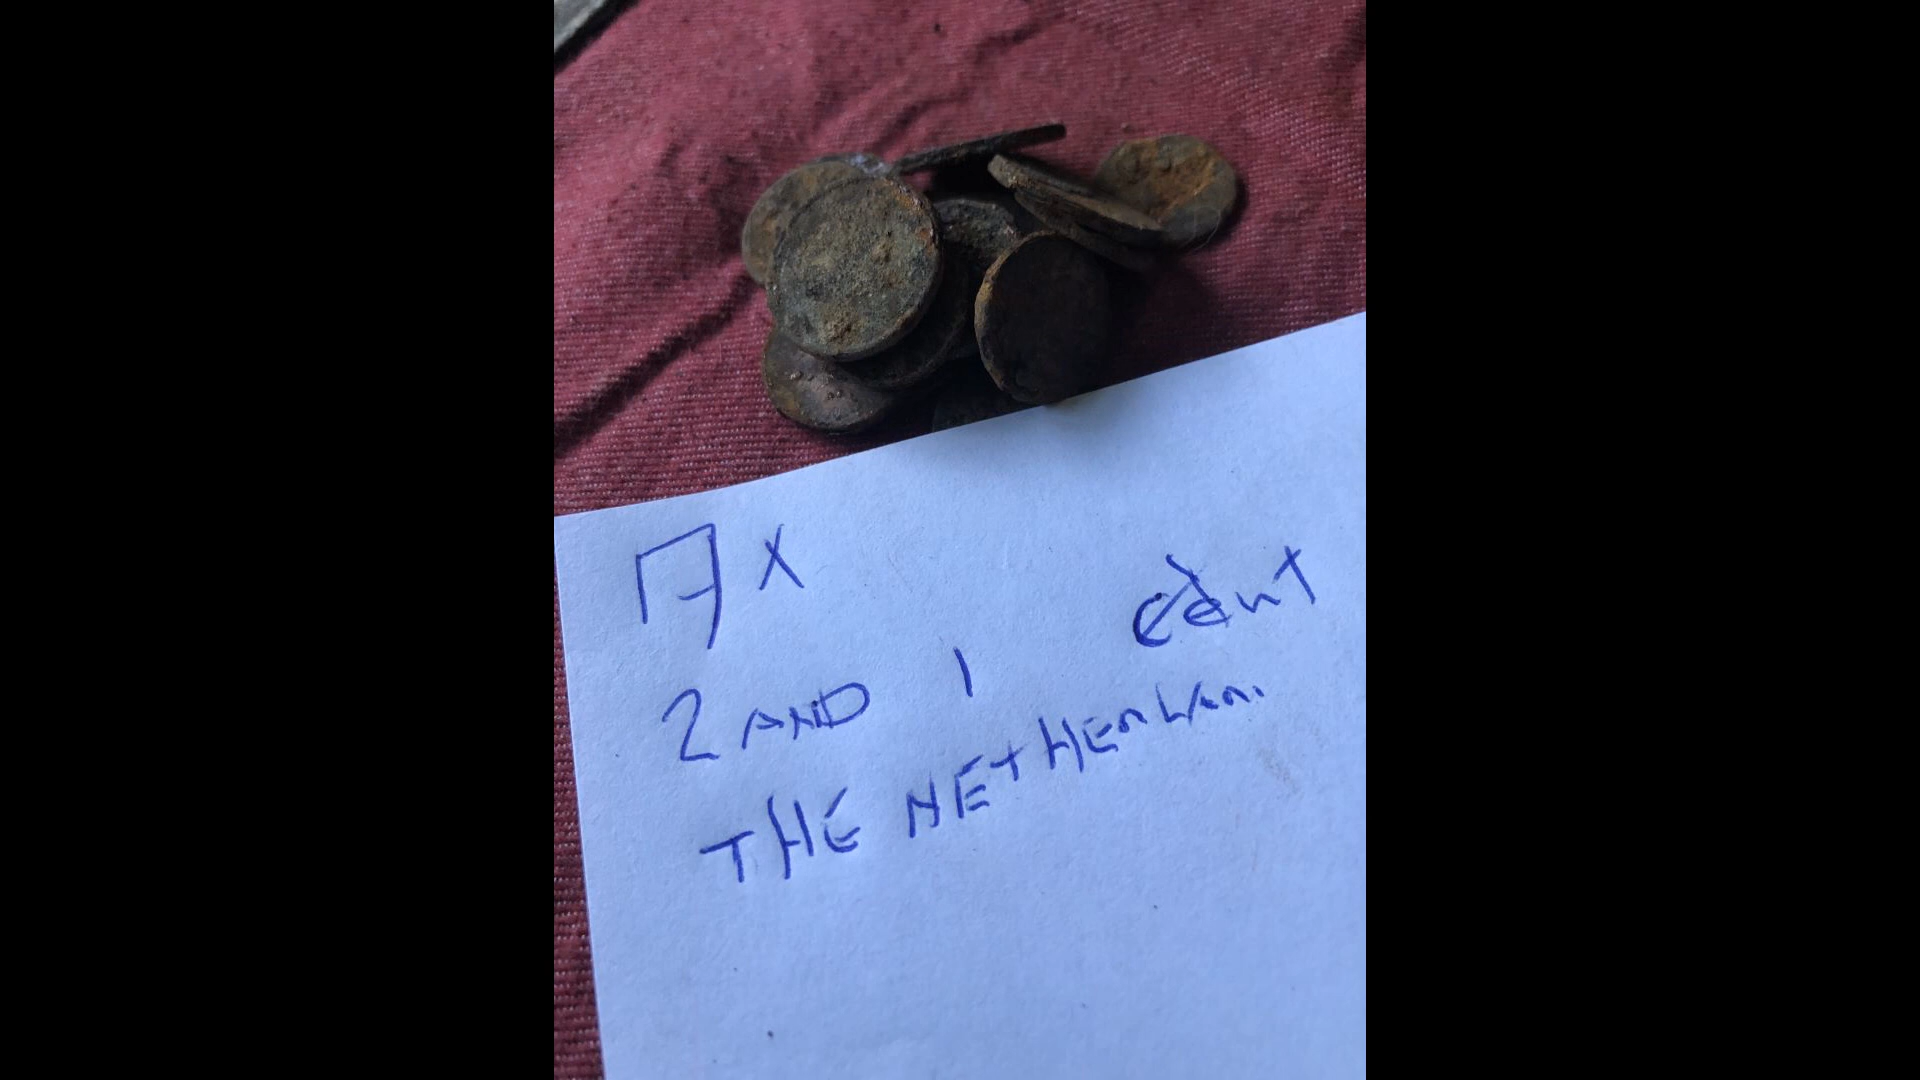 17 x
2 AND 1 cent
THE NETHERLAN.